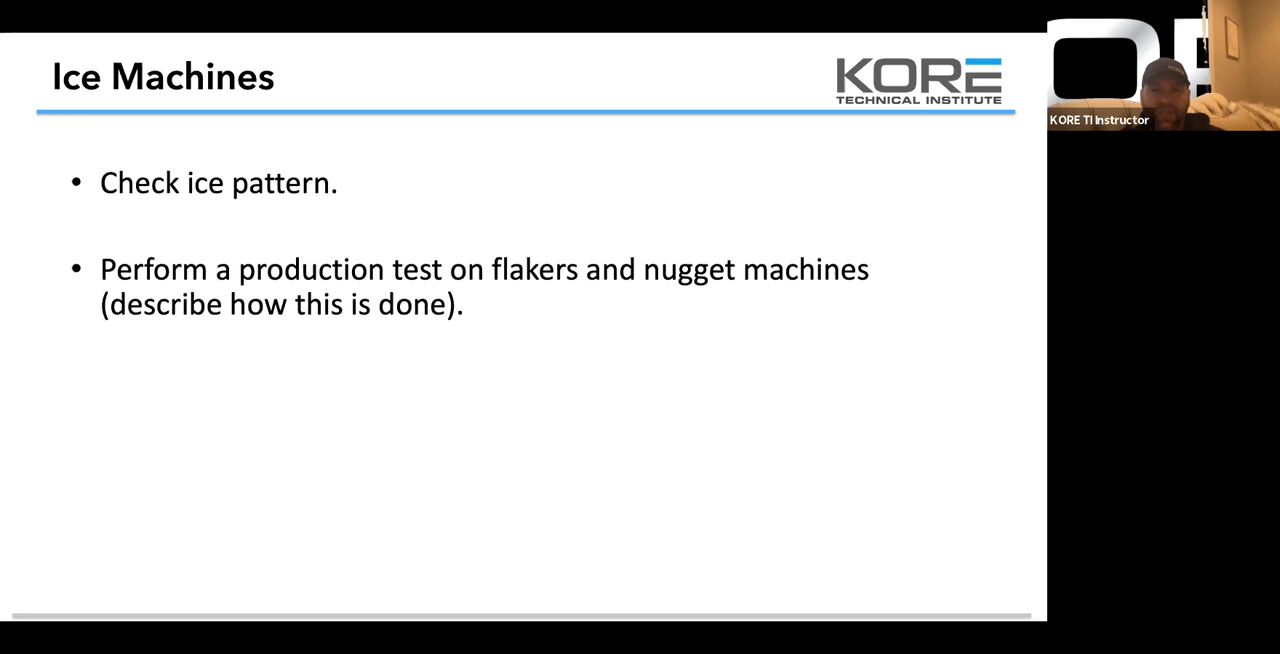 Ice Machines
KORE
TECHNICAL INSTITUTE
KORE TI Instructor
• Check ice pattern.
• Perform a production test on flakers and nugget machines
(describe how this is done).